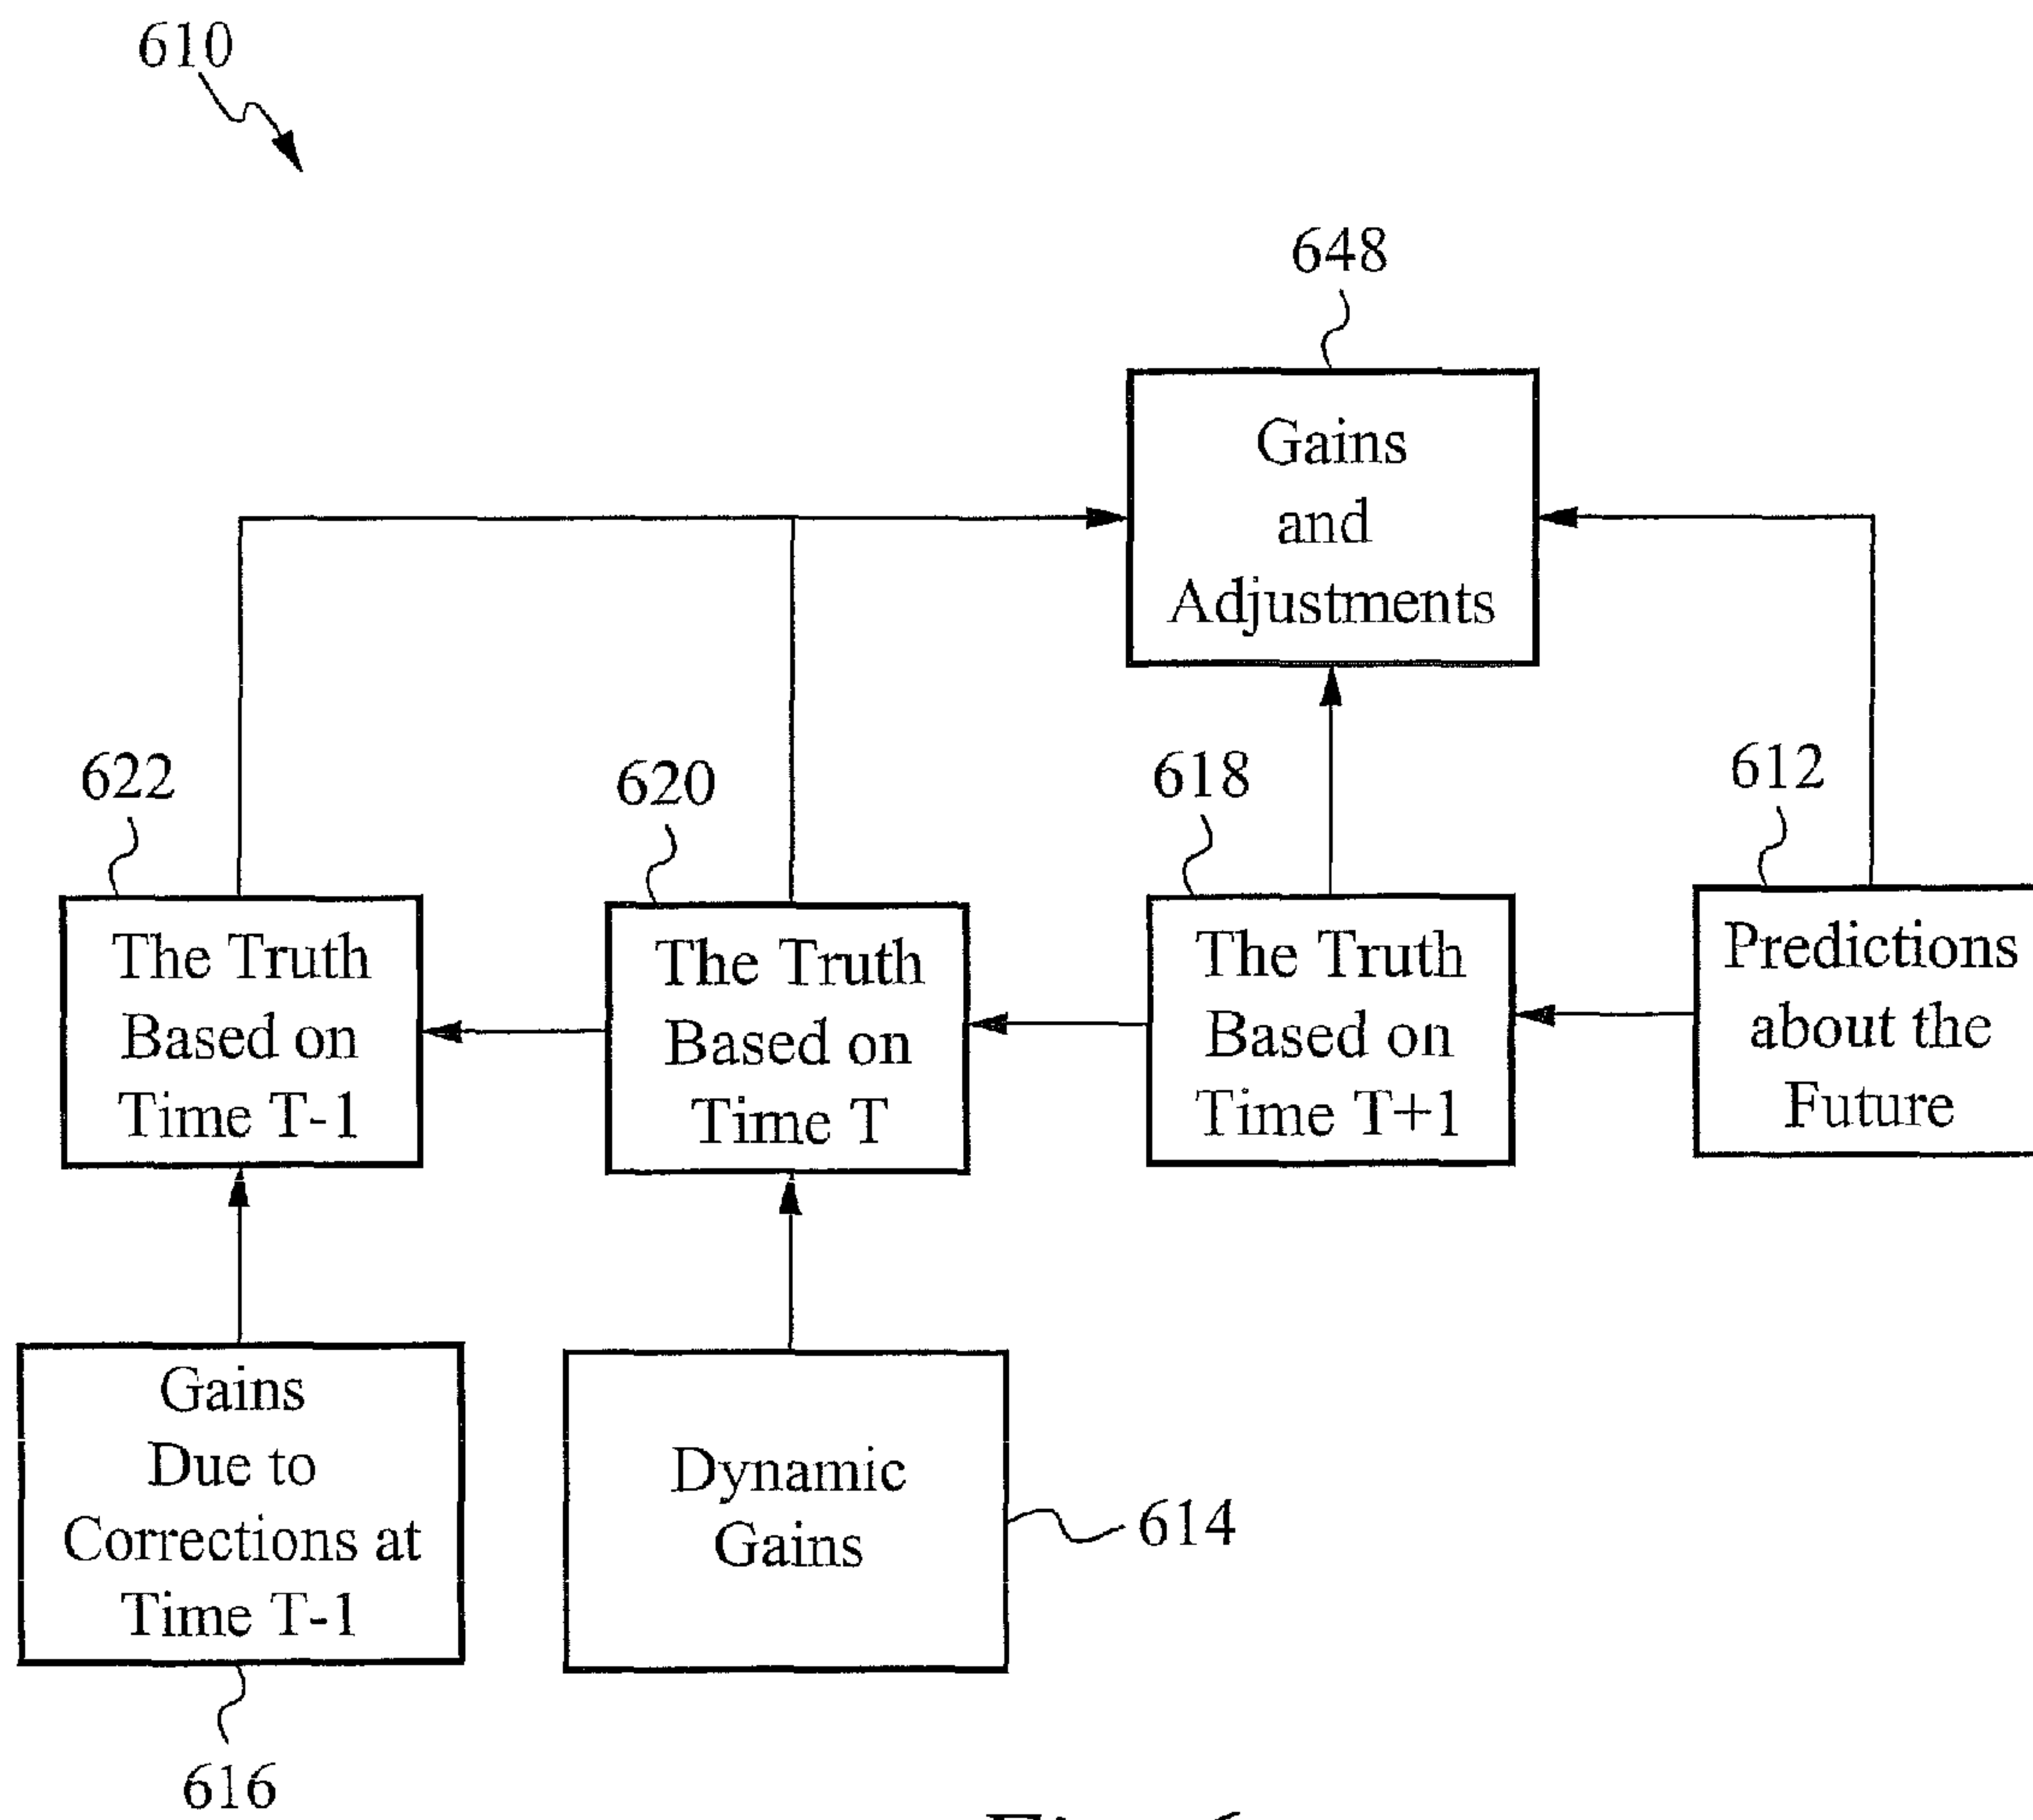 610
648
Gains
and
Adjustments
622
620
618
612
The Truth
Based on
Time T-1
The Truth
Based on
Time T
The Truth
Based on
Time T+1
Predictions
about the
Future
Gains
Due to
Corrections at
Time T-1
Dynamic
Gains
614
616